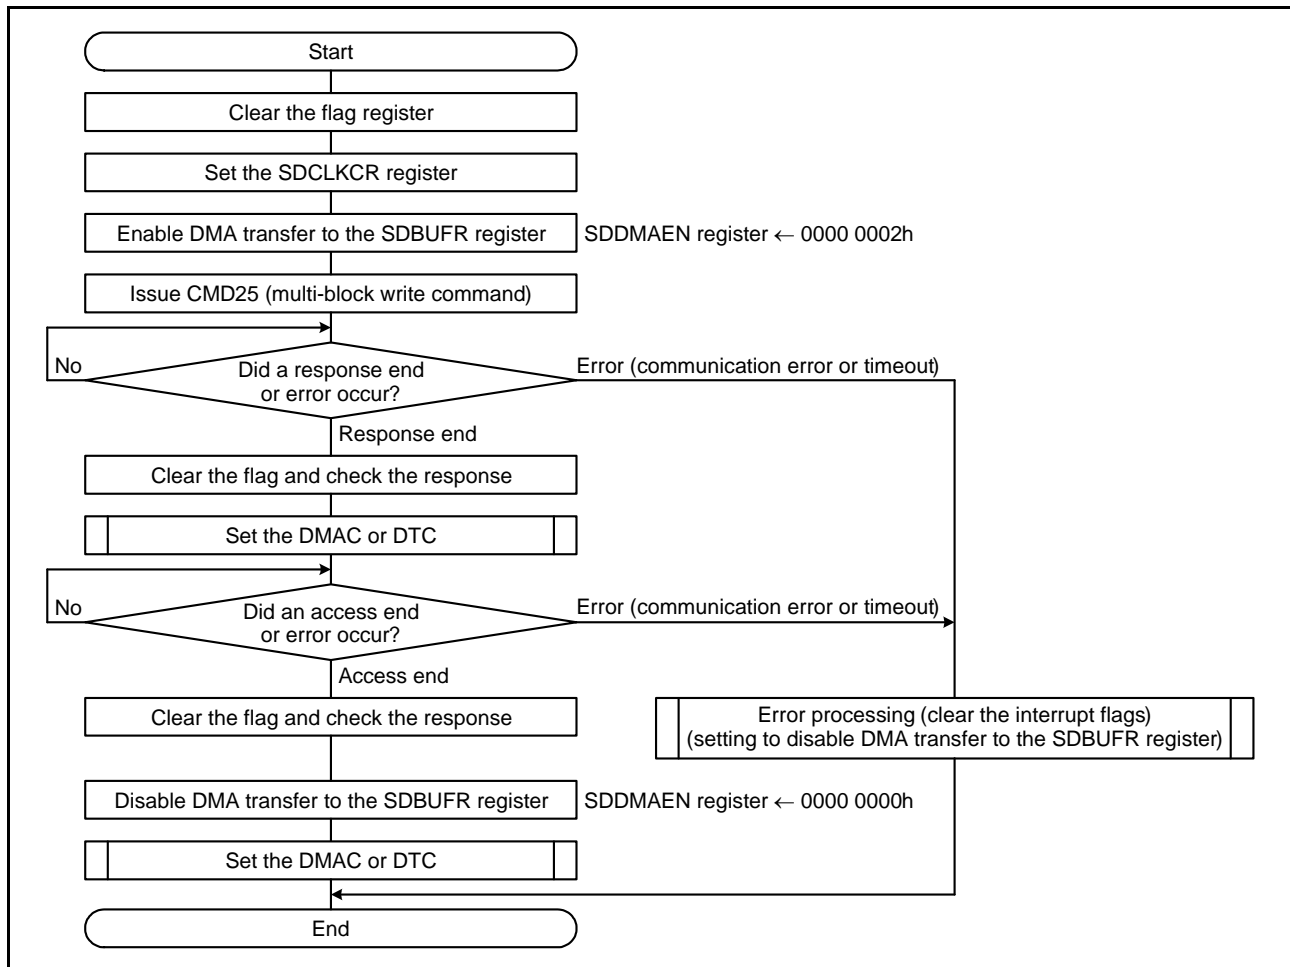 Start
Clear the flag register
Set the SDCLKCR register
Enable DMA transfer to the SDBUFR register
SDDMAEN register ← 0000 0002h
Issue CMD25 (multi-block write command)
No
Did a response end
or error occur?
Error (communication error or timeout)
Response end
Clear the flag and check the response
Set the DMAC or DTC
No
Did an access end
or error occur?
Error (communication error or timeout)
Access end
Clear the flag and check the response
Error processing (clear the interrupt flags)
(setting to disable DMA transfer to the SDBUFR register)
Disable DMA transfer to the SDBUFR register
SDDMAEN register ← 0000 0000h
Set the DMAC or DTC
End